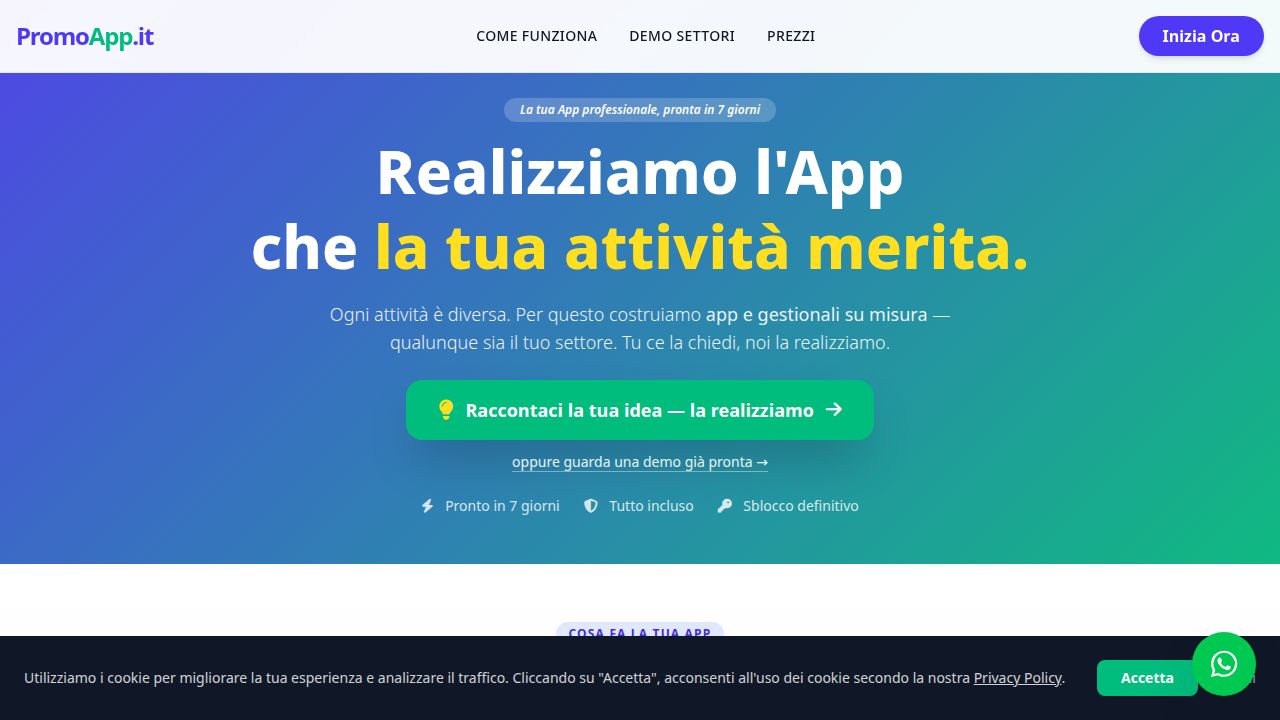 PromoApp.it
COME FUNZIONA
DEMO SETTORI
PREZZI
Inizia Ora
La tua App professionale, pronta in 7 giorni
Realizziamo l'App
che la tua attività merita.
Ogni attività è diversa. Per questo costruiamo app e gestionali su misura —
qualunque sia il tuo settore. Tu ce la chiedi, noi la realizziamo.
Raccontaci la tua idea — la realizziamo →
oppure guarda una demo già pronta →
Pronto in 7 giorni
Tutto incluso
Sblocco definitivo
COSA FA LA TUA APP
Utilizziamo i cookie per migliorare la tua esperienza e analizzare il traffico. Cliccando su "Accetta", acconsenti all'uso dei cookie secondo la nostra Privacy Policy.
Accetta